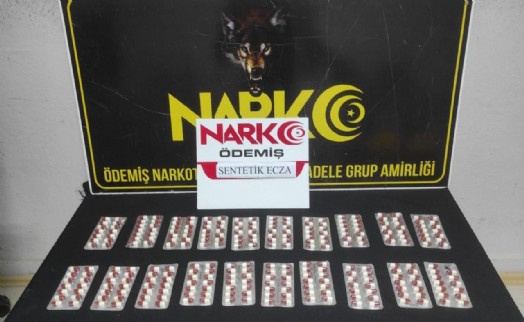 NARKO
ÖDEMİŞ NARKOT ADELE GRUP AMİRLİĞİ
NARKO
ÖDEMİŞ
SENTETİK ECZA